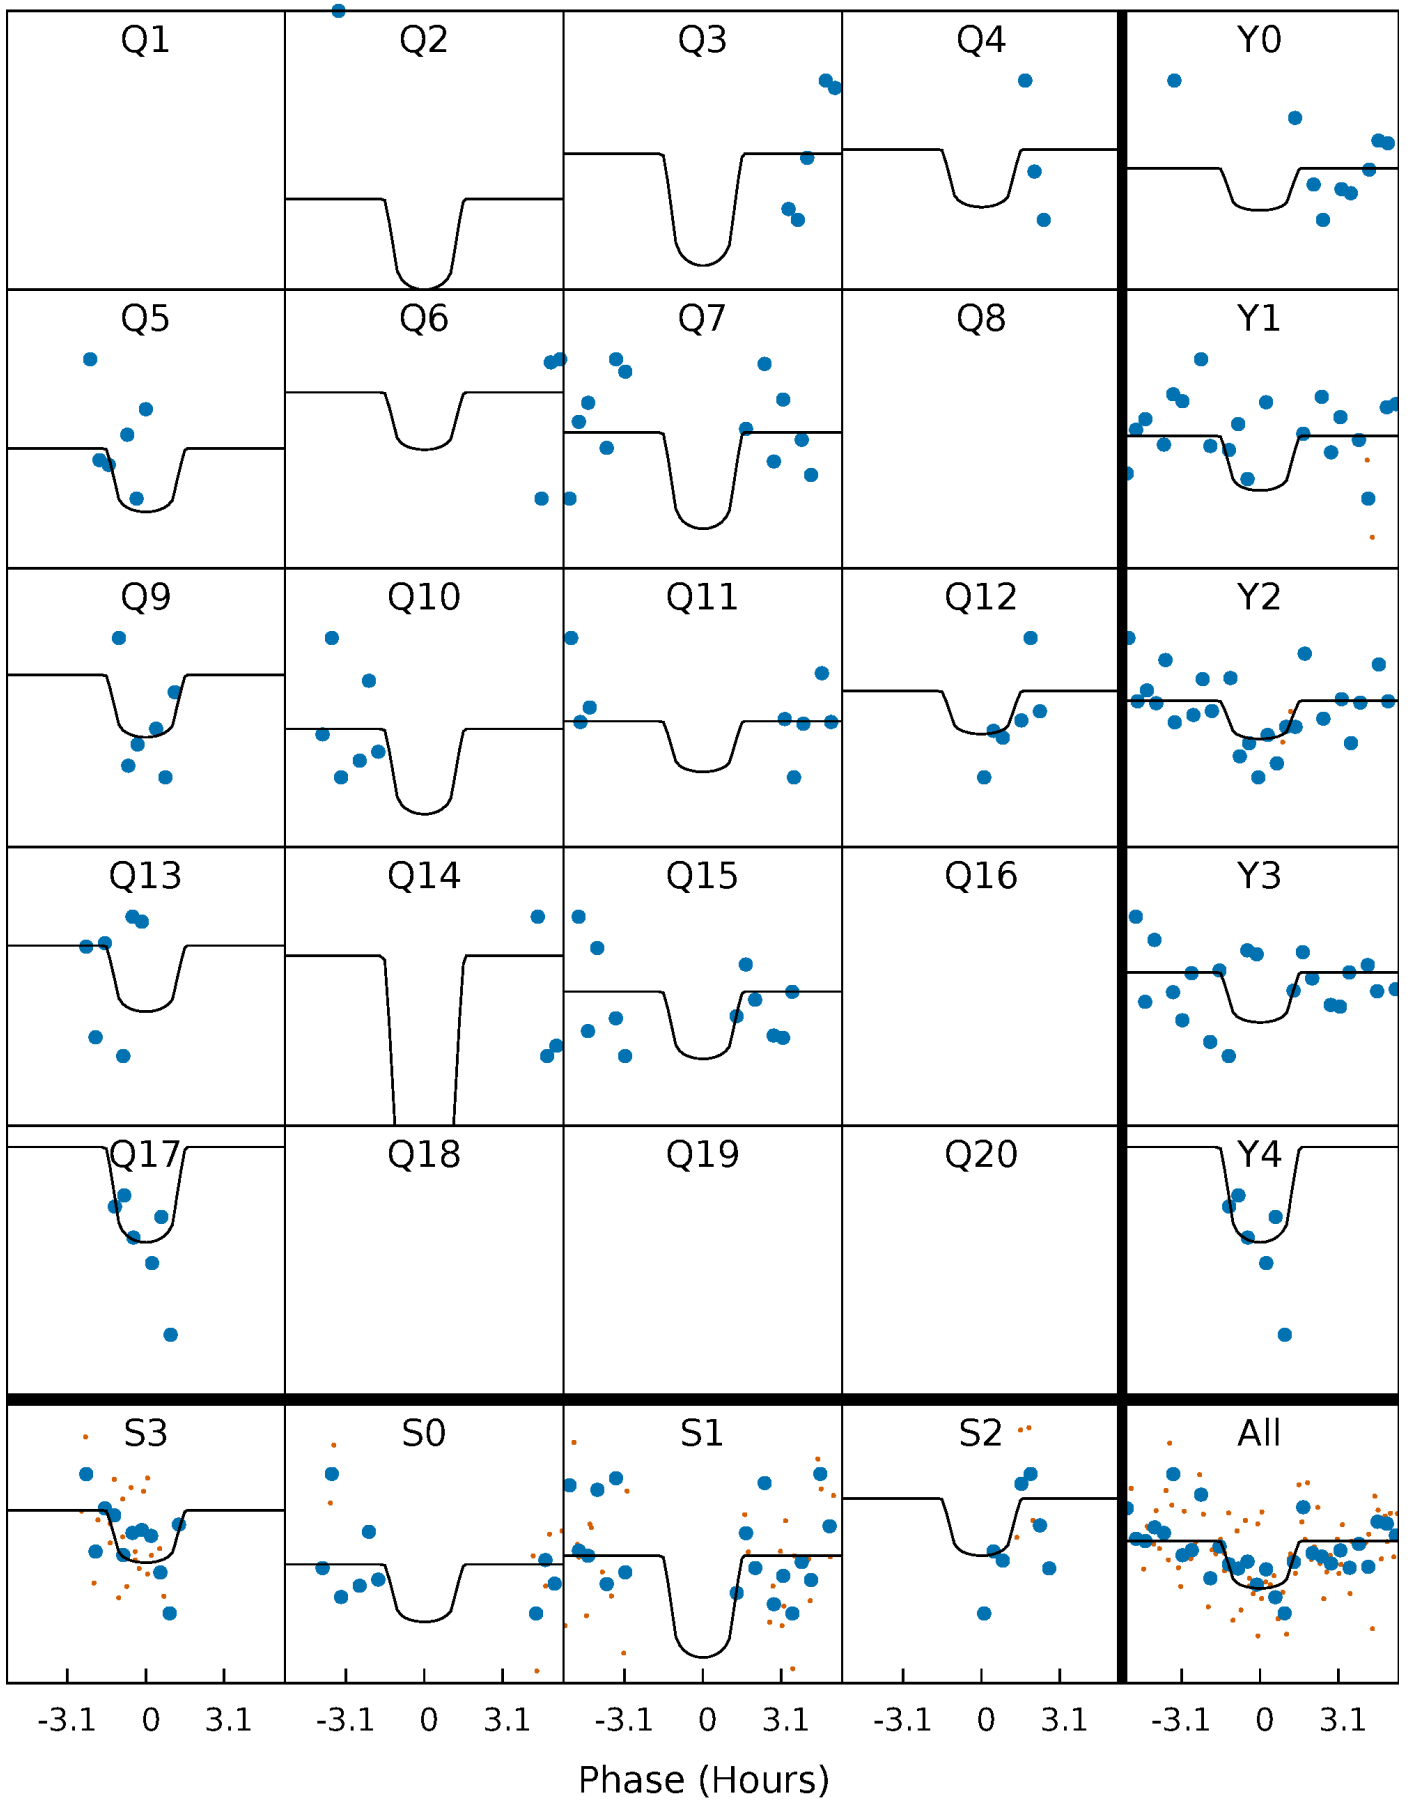 Q1 Q2 Q3 Q4 Y0
Q5 Q6 Q7 Q8 Y1
Q9 Q10 Q11 Q12 Y2
Q13 Q14 Q15 Q16 Y3
Q17 Q18 Q19 Q20 Y4
S3 S0 S1 S2 All
-3.1 0 3.1 -3.1 0 3.1 -3.1 0 3.1 -3.1 0 3.1 -3.1 0 3.1
Phase (Hours)